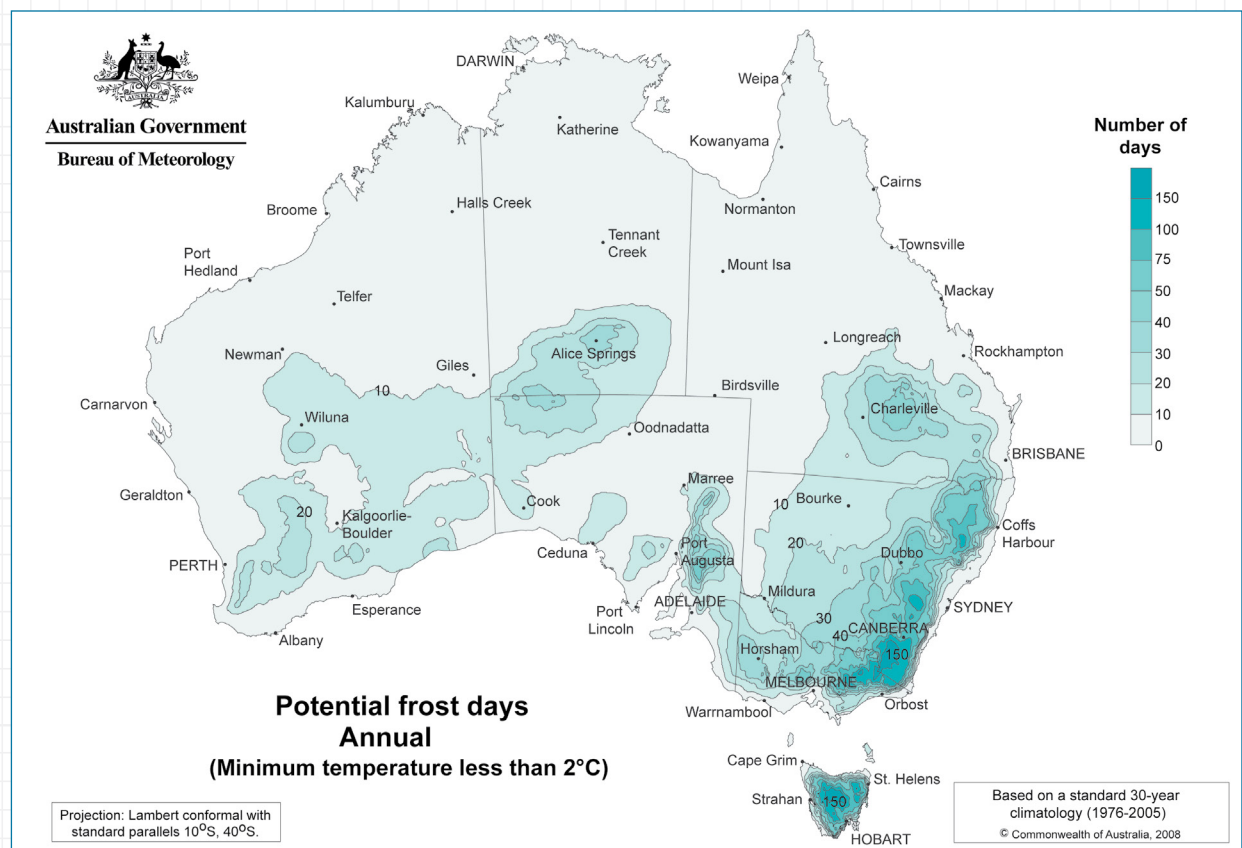 Australian Government
Bureau of Meteorology
DARWIN
Weipa
Kalumburu
Katherine
Kowanyama
Number of
days
150
100
75
50
40
30
20
10
0
Cairns
Halls Creek
Normanton
Broome
Tennant
Creek
Townsville
Port
Hedland
Mount Isa
Telfer
Mackay
Longreach
Newman
Alice Springs
Rockhampton
Giles
10
Birdsville
Carnarvon
Wiluna
Charleville
Oodnadatta
BRISBANE
Marree
Geraldton
Cook
Bourke
10
20
Kalgoorlie-
Boulder
Coffs
Harbour
Ceduna
Port
Augusta
20
Dubbo
PERTH
Mildura
Esperance
Port
Lincoln
ADELAIDE
SYDNEY
30
CANBERRA
40
Albany
Horsham
150
MELBOURNE
Warrnambool
Orbost
Potential frost days
Annual
(Minimum temperature less than 2°C)
Cape Grim
St. Helens
Strahan
150
HOBART
Projection: Lambert conformal with
standard parallels 10°S, 40°S.
Based on a standard 30-year
climatology (1976-2005)
© Commonwealth of Australia, 2008